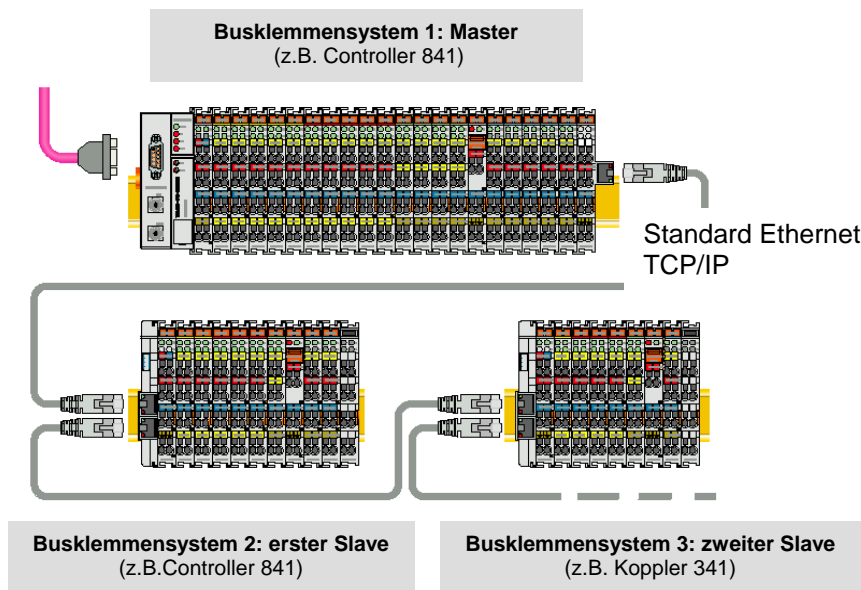 Busklemmensystem 1: Master
(z.B. Controller 841)
Standard Ethernet
TCP/IP
Busklemmensystem 2: erster Slave
(z.B.Controller 841)
Busklemmensystem 3: zweiter Slave
(z.B. Koppler 341)